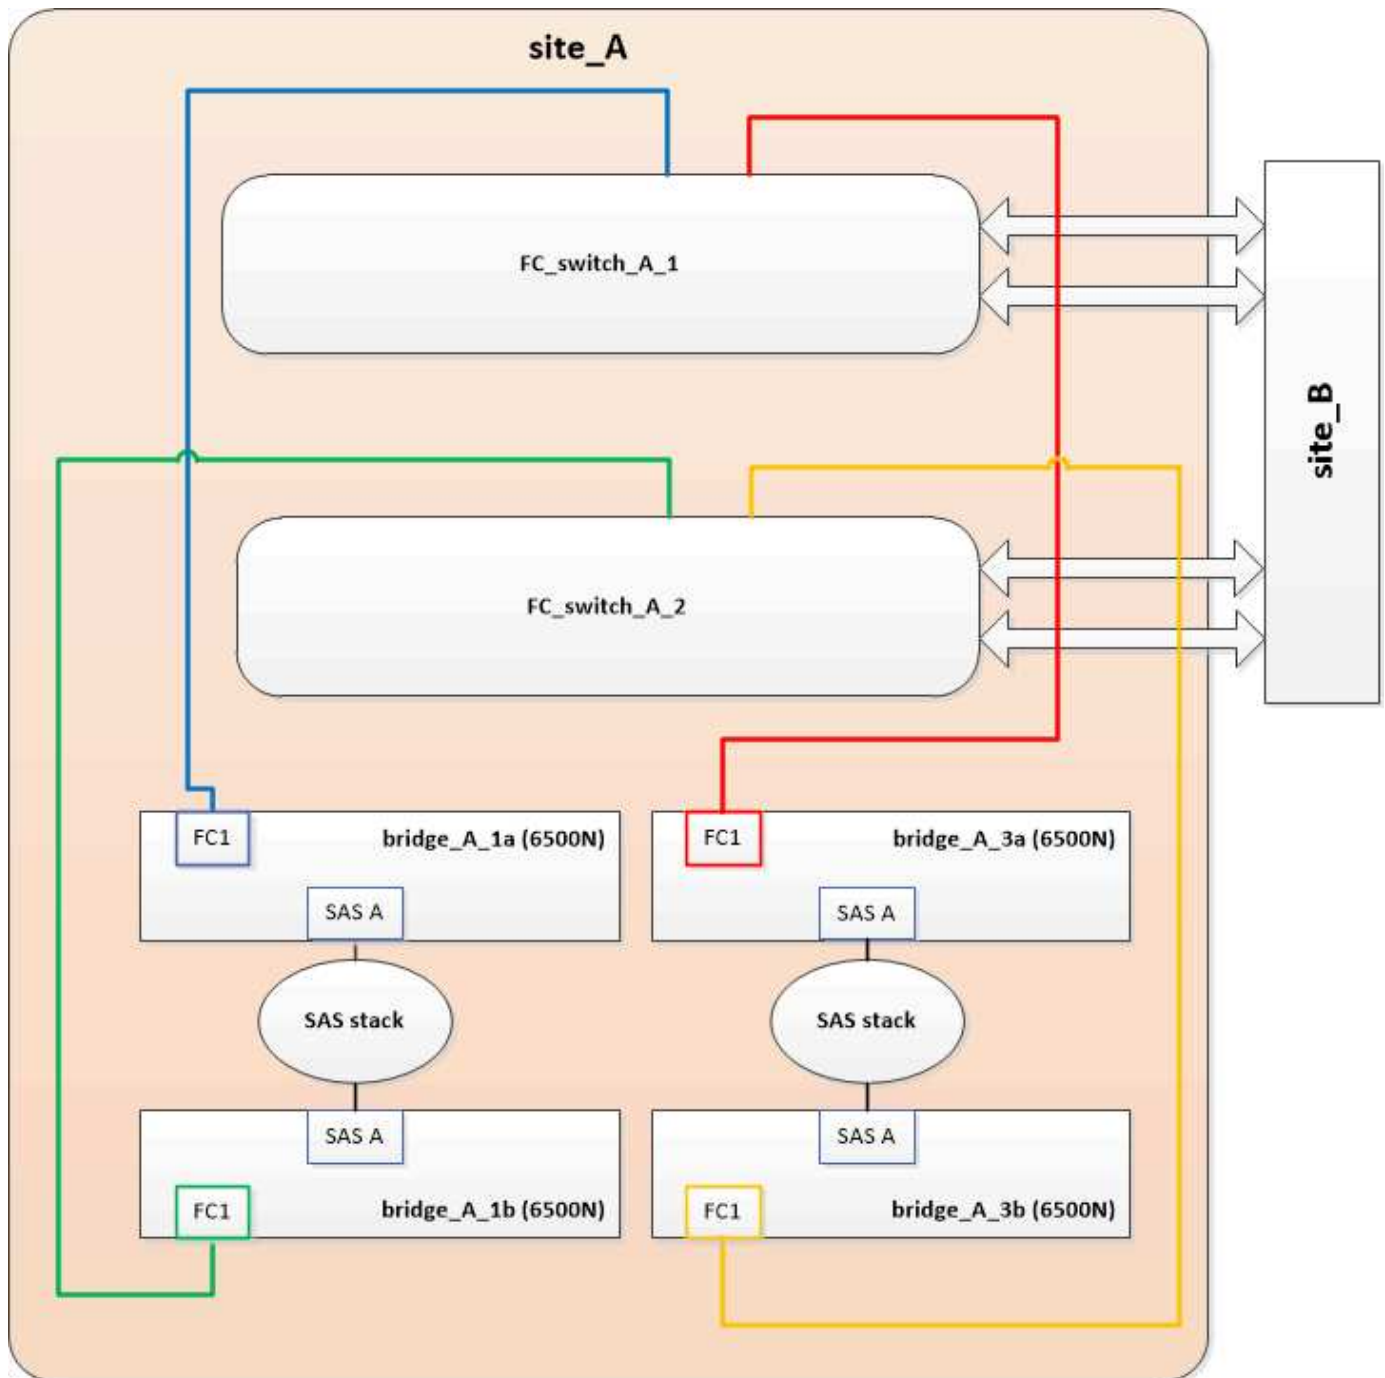 site_A
FC_switch_A_1
site_B
FC_switch_A_2
FC1
bridge_A_1a (6500N)
FC1
bridge_A_3a (6500N)
SAS A
SAS A
SAS stack
SAS stack
SAS A
SAS A
FC1
bridge_A_1b (6500N)
FC1
bridge_A_3b (6500N)